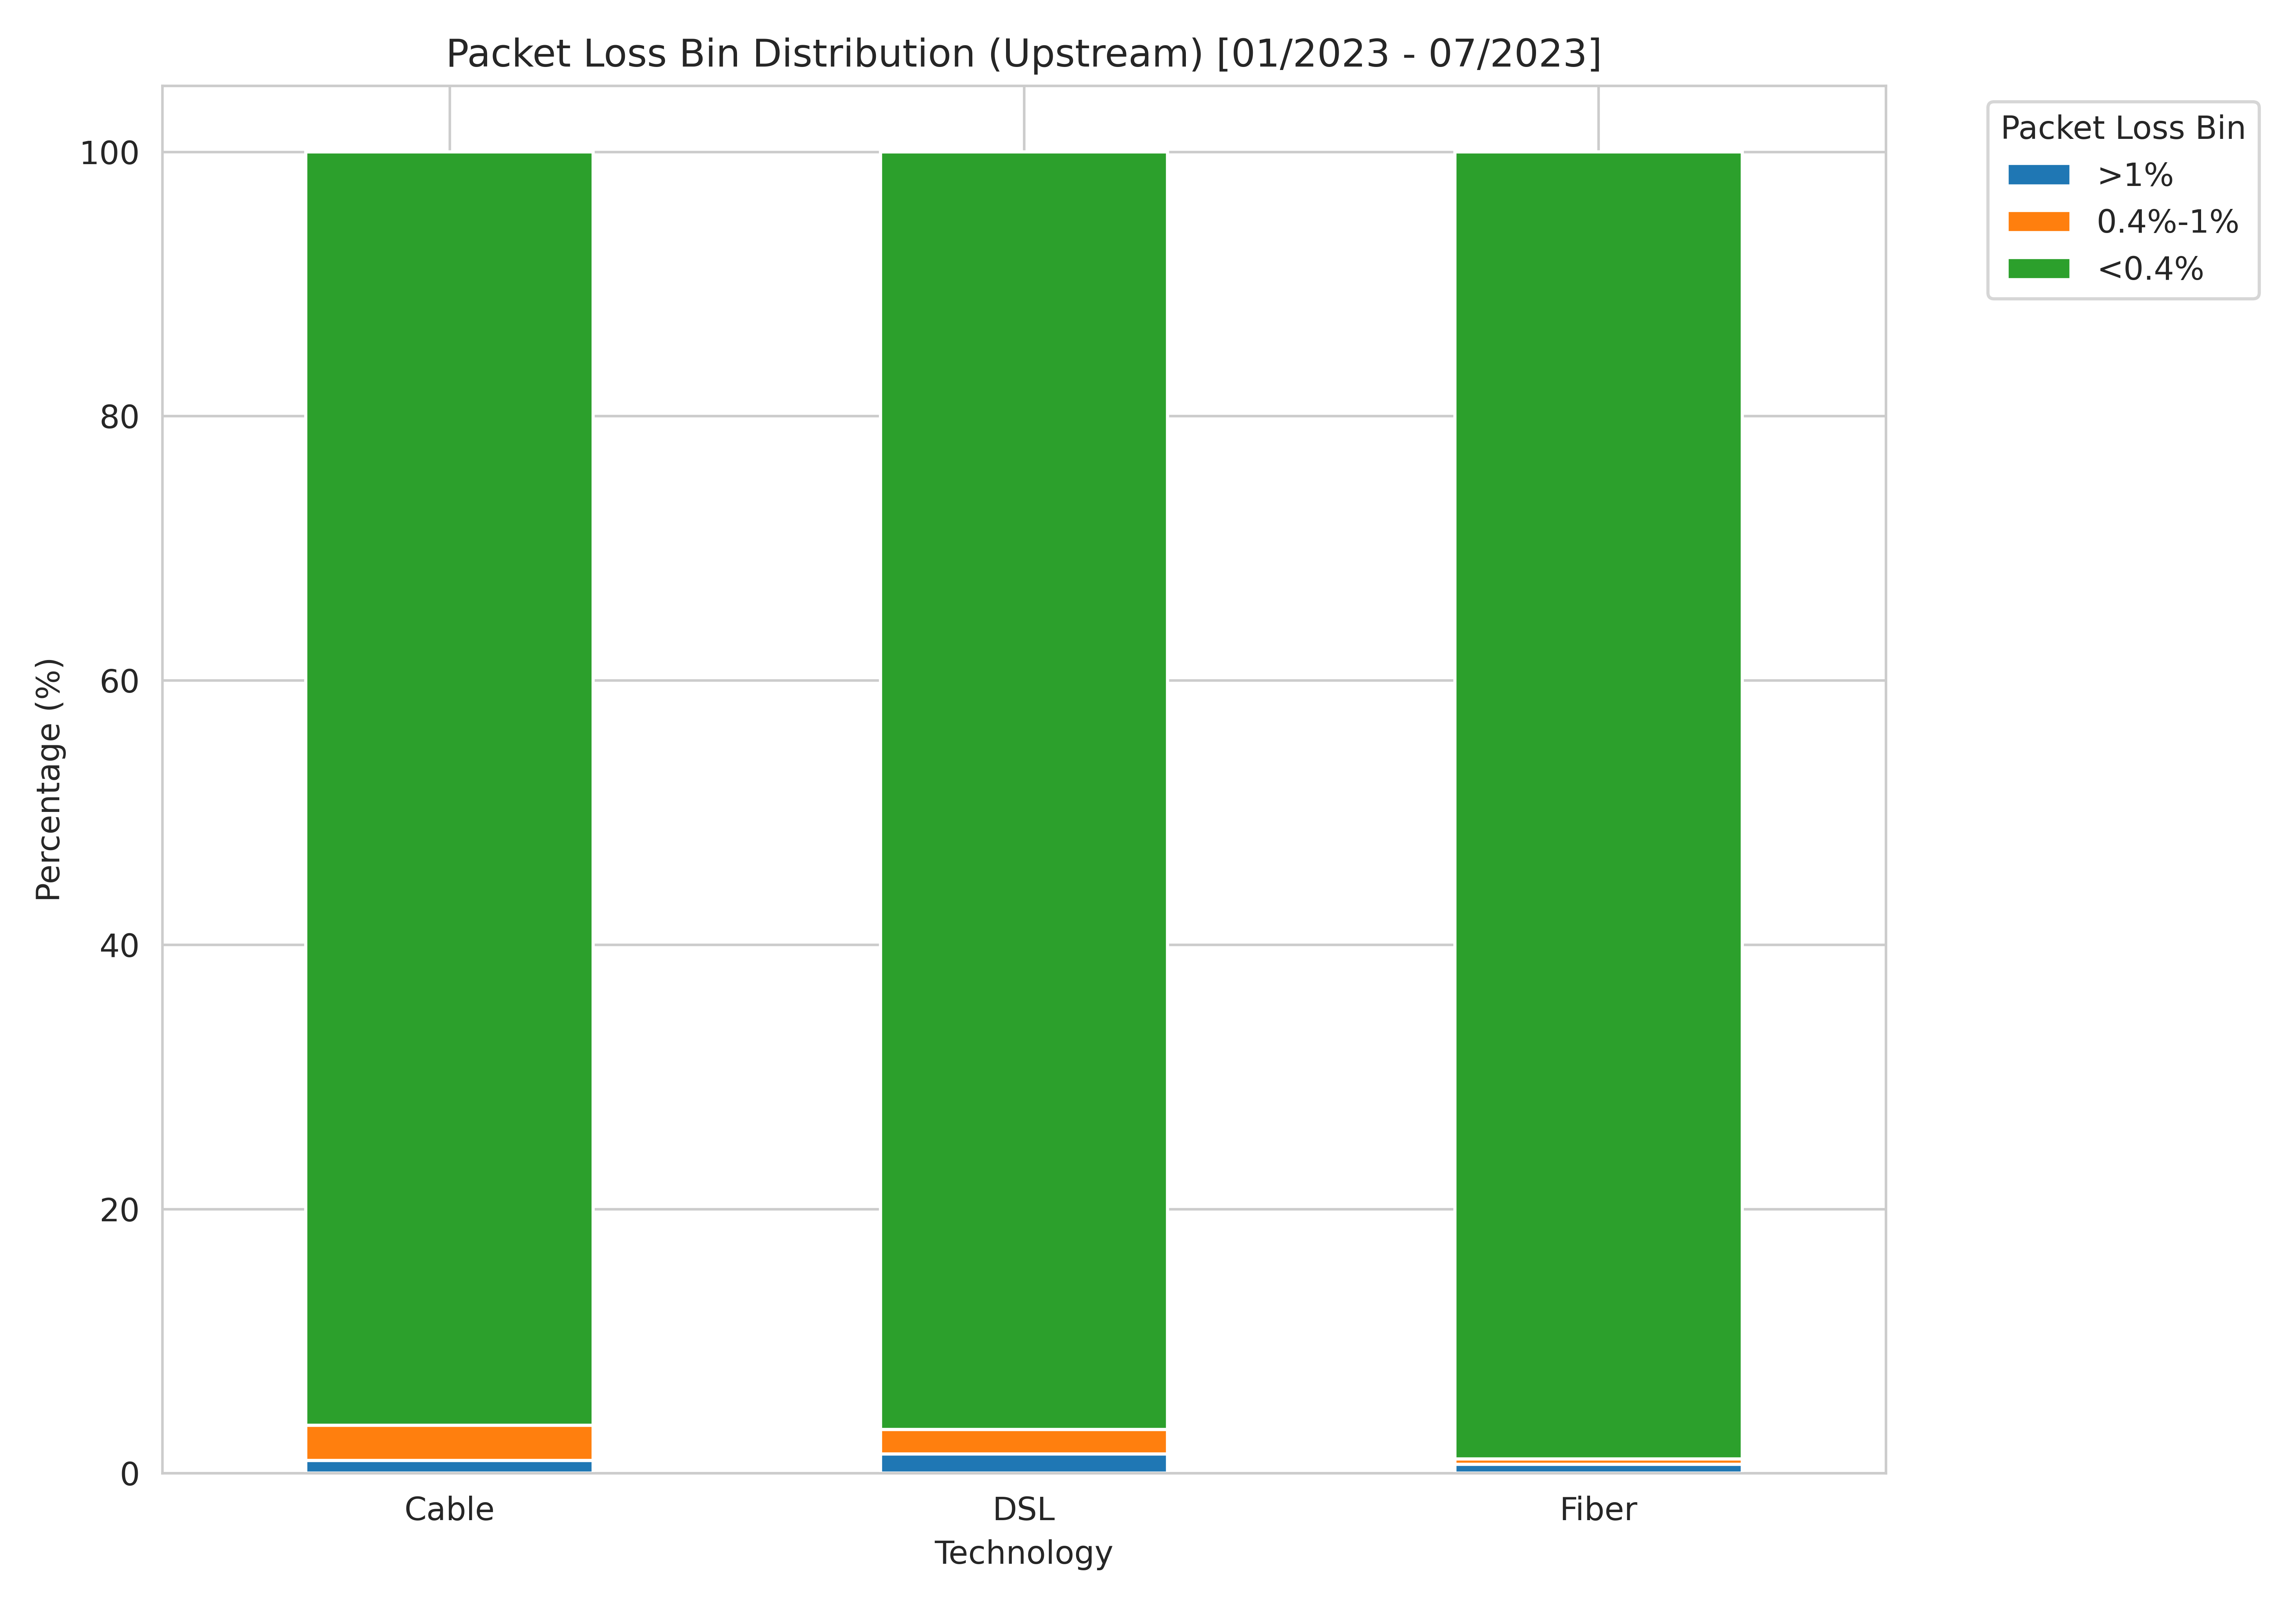 Packet Loss Bin Distribution (Upstream) [01/2023 - 07/2023]
Packet Loss Bin
>1%
0.4%-1%
<0.4%
Percentage (%)
100
80
60
40
20
0
Cable DSL Fiber
Technology